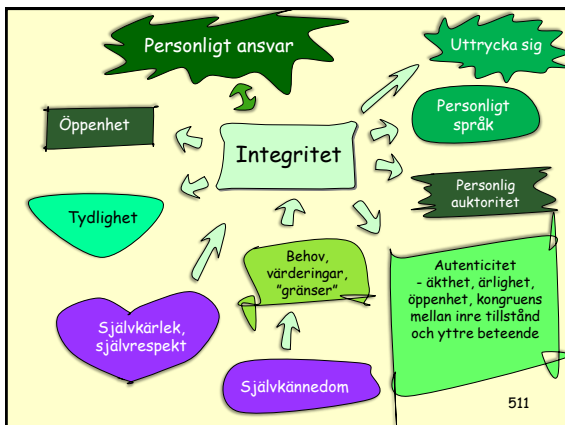 Personligt ansvar
Uttrycka sig
Öppenhet
Personligt
språk
Integritet
Personlig
auktoritet
Tydlighet
Behov,
värderingar,
"gränser"
Autenticitet
- äkthet, ärlighet,
öppenhet, kongruens
mellan inre tillstånd
och yttre beteende
Självkärlek,
självrespekt
Självkännedom
511